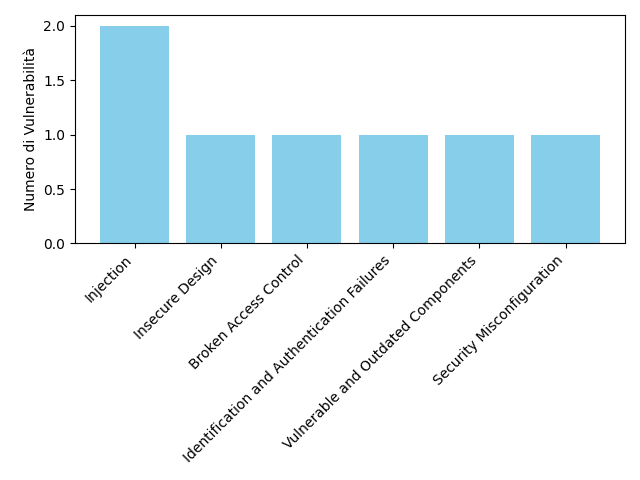 Numero di Vulnerabilità
2.0
1.5
1.0
0.5
0.0
Injection
Insecure Design
Broken Access Control
Identification and Authentication Failures
Vulnerable and Outdated Components
Security Misconfiguration